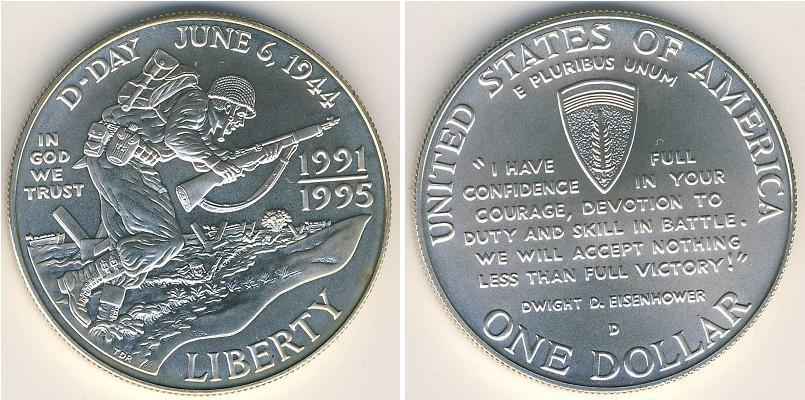 D-DAY JUNE 6, 1944
IN
GOD
WE
TRUST
1991
1995
TDR
LIBERTY
UNITED STATES OF AMERICA
E PLURIBUS UNUM
"I HAVE FULL
CONFIDENCE IN YOUR
COURAGE, DEVOTION TO
DUTY AND SKILL IN BATTLE.
WE WILL ACCEPT NOTHING
LESS THAN FULL VICTORY!"
DWIGHT D. EISENHOWER
D
ONE DOLLAR